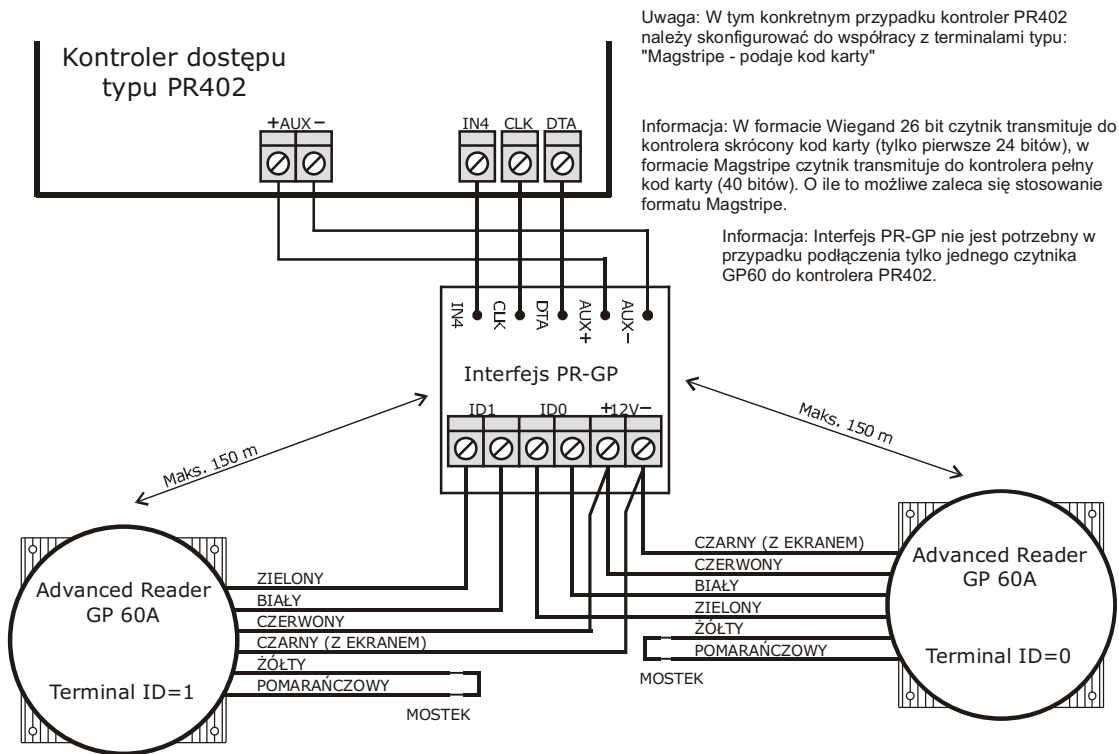 Uwaga: W tym konkretnym przypadku kontroler PR402
należy skonfigurować do współracy z terminalami typu:
"Magstripe - podaje kod karty"
Kontroler dostępu
typu PR402
+AUX−
IN4 CLK DTA
Informacja: W formacie Wiegand 26 bit czytnik transmituje do
kontrolera skrócony kod karty (tylko pierwsze 24 bitów), w
formacie Magstripe czytnik transmituje do kontrolera pełny
kod karty (40 bitów). O ile to możliwe zaleca się stosowanie
formatu Magstripe.
Informacja: Interfejs PR-GP nie jest potrzebny w
przypadku podłączenia tylko jednego czytnika
GP60 do kontrolera PR402.
IN4 CLK DTA AUX+ AUX−
Interfejs PR-GP
ID1 ID0 +12V−
Maks. 150 m
Maks. 150 m
Advanced Reader
GP 60A
Terminal ID=1
ZIELONY
BIAŁY
CZERWONY
CZARNY (Z EKRANEM)
ŻÓŁTY
POMARAŃCZOWY
MOSTEK
CZARNY (Z EKRANEM)
CZERWONY
BIAŁY
ZIELONY
ŻÓŁTY
POMARAŃCZOWY
MOSTEK
Advanced Reader
GP 60A
Terminal ID=0